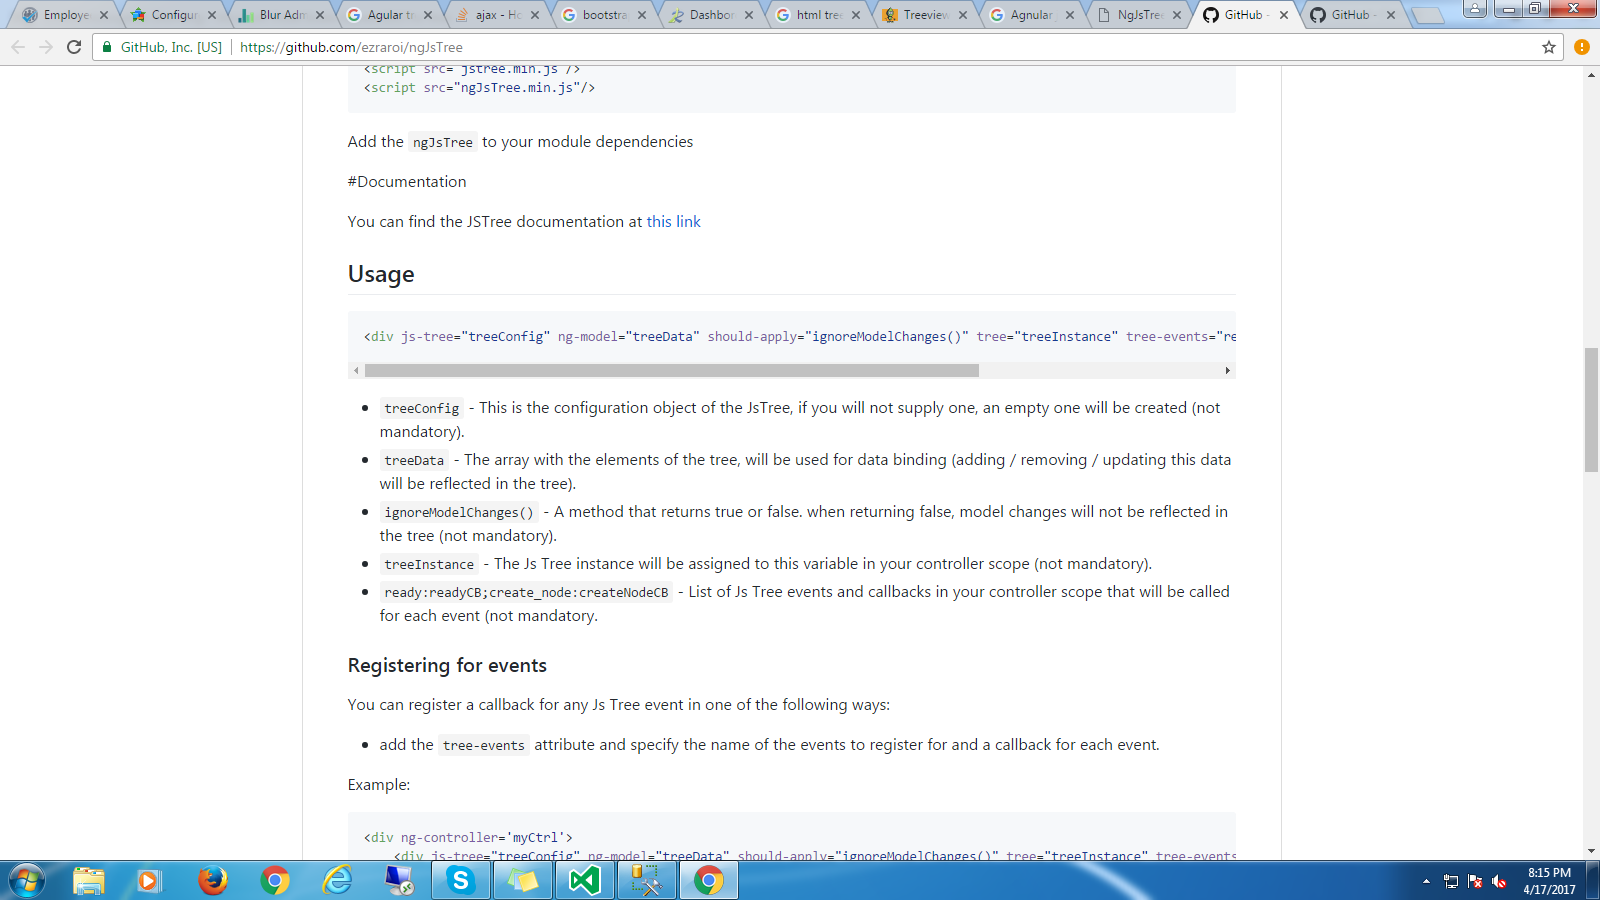 Employe
Configur
Blur Adm
Agular tr
ajax - Ho
bootstra
Dashbor
html tree
Treeview
Agnular
NgJsTree
GitHub -
GitHub -
GitHub, Inc. [US]
https://github.com/ezraroi/ngJsTree
<script src="jstree.min.js"/>
<script src="ngJsTree.min.js"/>
Add the ngJsTree to your module dependencies
#Documentation
You can find the JSTree documentation at this link
Usage
<div js-tree="treeConfig" ng-model="treeData" should-apply="ignoreModelChanges()" tree="treeInstance" tree-events="re
treeConfig - This is the configuration object of the JsTree, if you will not supply one, an empty one will be created (not
mandatory).
treeData - The array with the elements of the tree, will be used for data binding (adding / removing / updating this data
will be reflected in the tree).
ignoreModelChanges() - A method that returns true or false. when returning false, model changes will not be reflected in
the tree (not mandatory).
treeInstance - The Js Tree instance will be assigned to this variable in your controller scope (not mandatory).
ready:readyCB;create_node:createNodeCB - List of Js Tree events and callbacks in your controller scope that will be called
for each event (not mandatory.
Registering for events
You can register a callback for any Js Tree event in one of the following ways:
add the tree-events attribute and specify the name of the events to register for and a callback for each event.
Example:
<div ng-controller='myCtrl'>
<div js-tree="treeConfig" ng-model="treeData" should-apply="ignoreModelChanges()" tree="treeInstance" tree-events
8:15 PM
4/17/2017